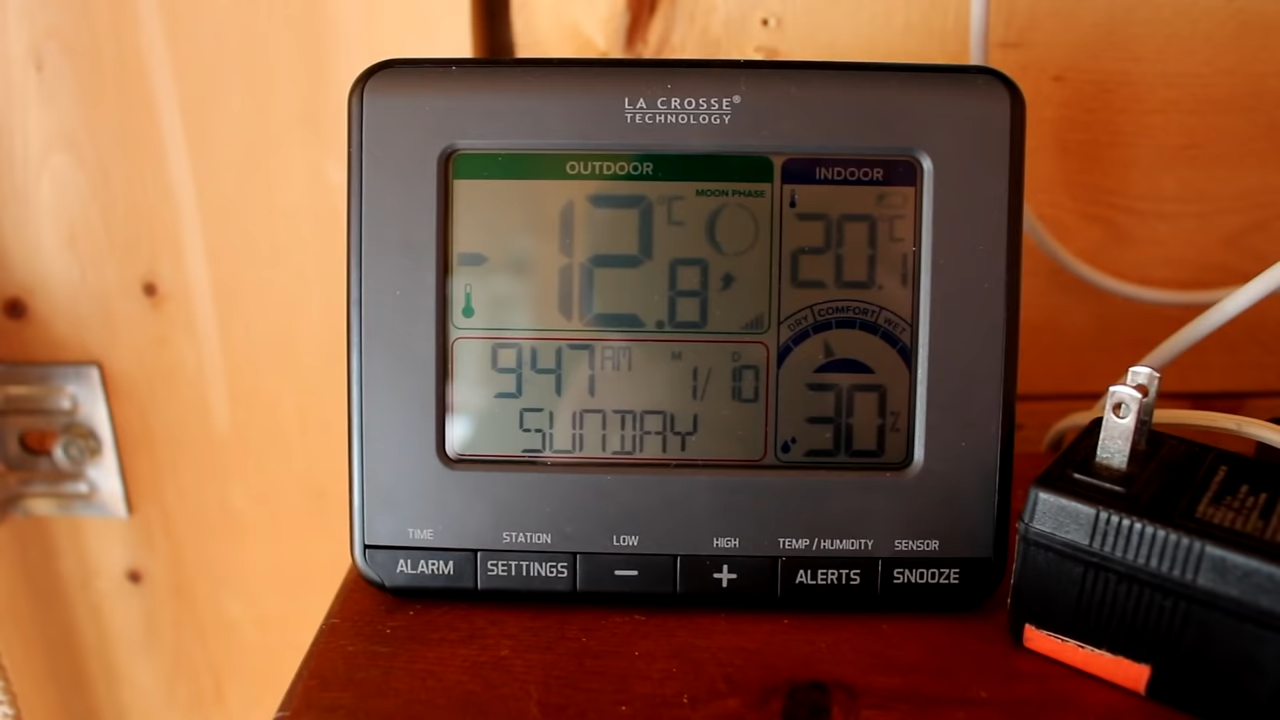 LA CROSSE®
TECHNOLOGY
OUTDOOR
MOON PHASE
-12.8 °C
INDOOR
20.1 °C
DRY COMFORT WET
30%
9 47 AM
M D
1/ 10
SUNDAY
TIME STATION LOW HIGH TEMP / HUMIDITY SENSOR
ALARM SETTINGS − + ALERTS SNOOZE